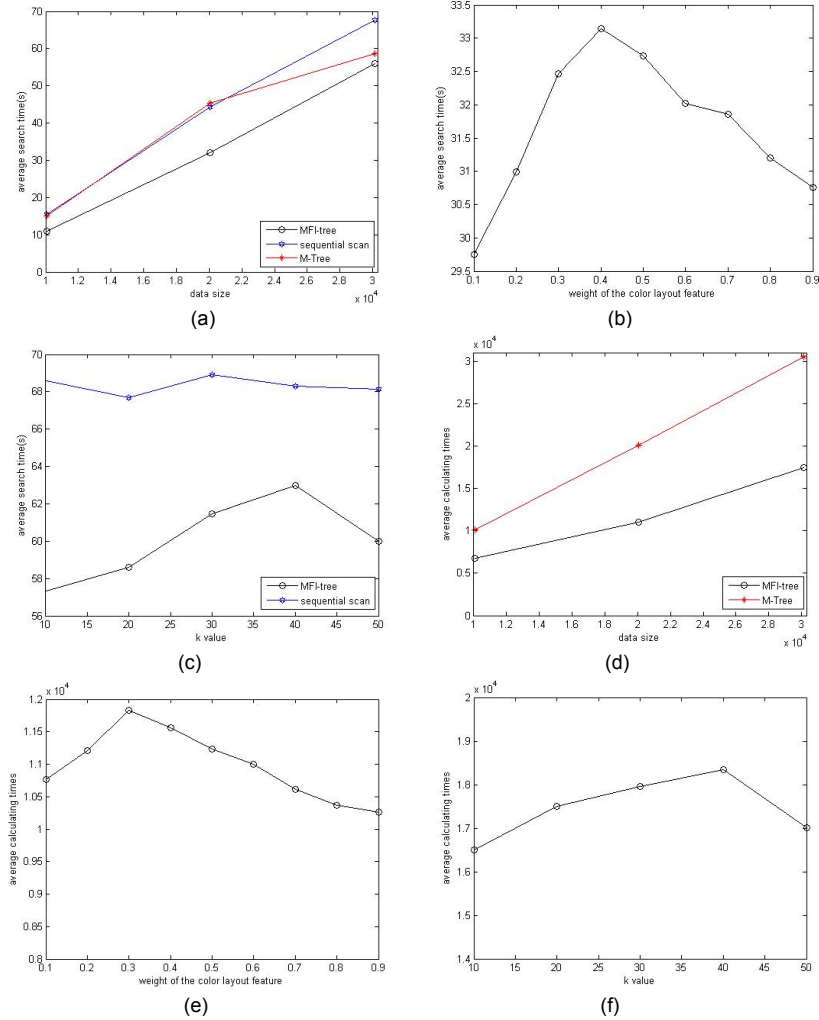 70
60
50
40
30
20
10
0
average search time(s)
MFI-tree
sequential scan
M-Tree
1 1.2 1.4 1.6 1.8 2 2.2 2.4 2.6 2.8 3
data size
x 10^4
(a)
33.5
33
32.5
32
31.5
31
30.5
30
29.5
average search time(s)
0.1 0.2 0.3 0.4 0.5 0.6 0.7 0.8 0.9
weight of the color layout feature
(b)
70
68
66
64
62
60
58
56
average search time(s)
MFI-tree
sequential scan
10 15 20 25 30 35 40 45 50
k value
(c)
x 10^4
3
2.5
2
1.5
1
0.5
0
average calculating times
MFI-tree
M-Tree
1.2 1.4 1.6 1.8 2 2.2 2.4 2.6 2.8 3
data size
x 10^4
(d)
x 10^4
1.2
1.15
1.1
1.05
1
0.95
0.9
0.85
0.8
average calculating times
0.1 0.2 0.3 0.4 0.5 0.6 0.7 0.8 0.9
weight of the color layout feature
(e)
x 10^4
2
1.9
1.8
1.7
1.6
1.5
1.4
average calculating times
10 15 20 25 30 35 40 45 50
k value
(f)